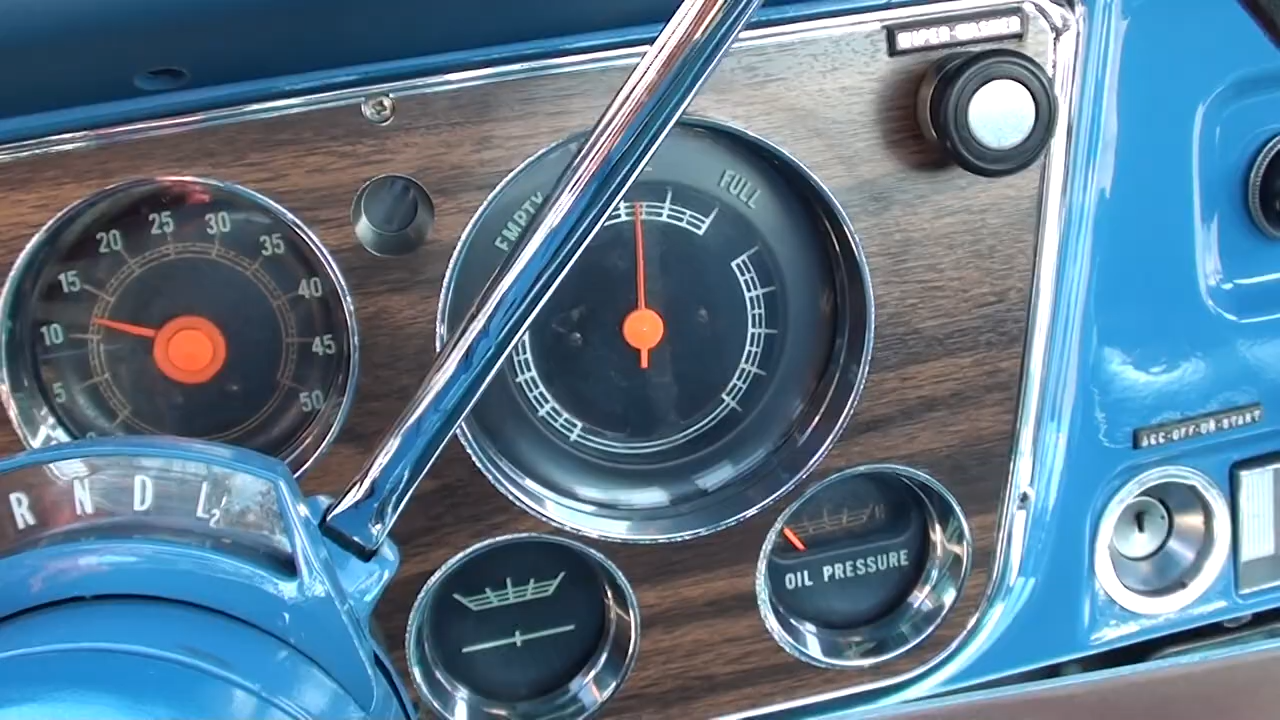 WIPER-WASHER
EMPTY FULL
5 10 15 20 25 30 35 40 45 50
ACC-OFF-ON-START
R N D L2
OIL PRESSURE